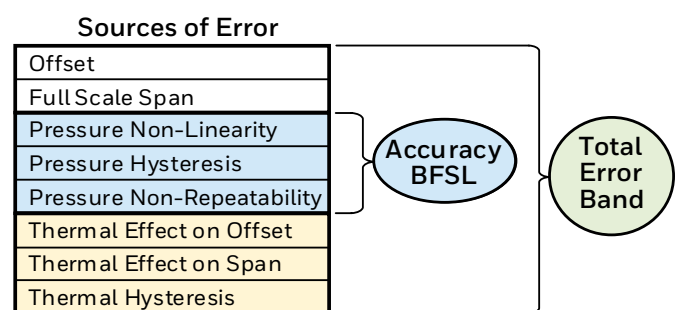 Sources of Error
Offset
Full Scale Span
Pressure Non-Linearity
Pressure Hysteresis
Pressure Non-Repeatability
Thermal Effect on Offset
Thermal Effect on Span
Thermal Hysteresis
Accuracy
BFSL
Total
Error
Band